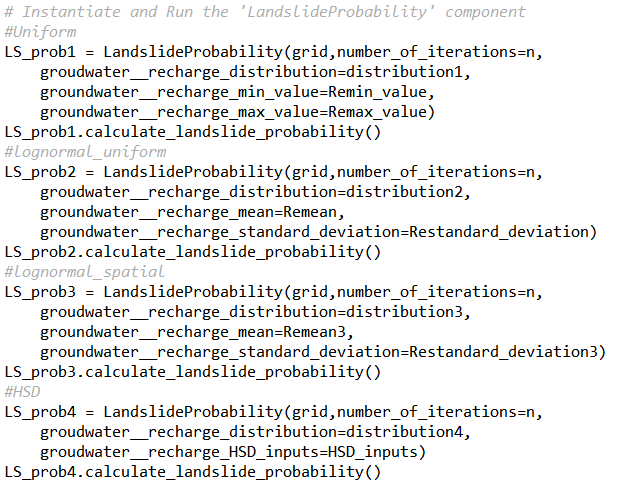 # Instantiate and Run the 'LandslideProbability' component
#Uniform
LS_prob1 = LandslideProbability(grid,number_of_iterations=n,
    groudwater__recharge_distribution=distribution1,
    groundwater__recharge_min_value=Remin_value,
    groundwater__recharge_max_value=Remax_value)
LS_prob1.calculate_landslide_probability()
#lognormal_uniform
LS_prob2 = LandslideProbability(grid,number_of_iterations=n,
    groudwater__recharge_distribution=distribution2,
    groundwater__recharge_mean=Remean,
    groundwater__recharge_standard_deviation=Restandard_deviation)
LS_prob2.calculate_landslide_probability()
#lognormal_spatial
LS_prob3 = LandslideProbability(grid,number_of_iterations=n,
    groudwater__recharge_distribution=distribution3,
    groundwater__recharge_mean=Remean3,
    groundwater__recharge_standard_deviation=Restandard_deviation3)
LS_prob3.calculate_landslide_probability()
#HSD
LS_prob4 = LandslideProbability(grid,number_of_iterations=n,
    groudwater__recharge_distribution=distribution4,
    groundwater__recharge_HSD_inputs=HSD_inputs)
LS_prob4.calculate_landslide_probability()